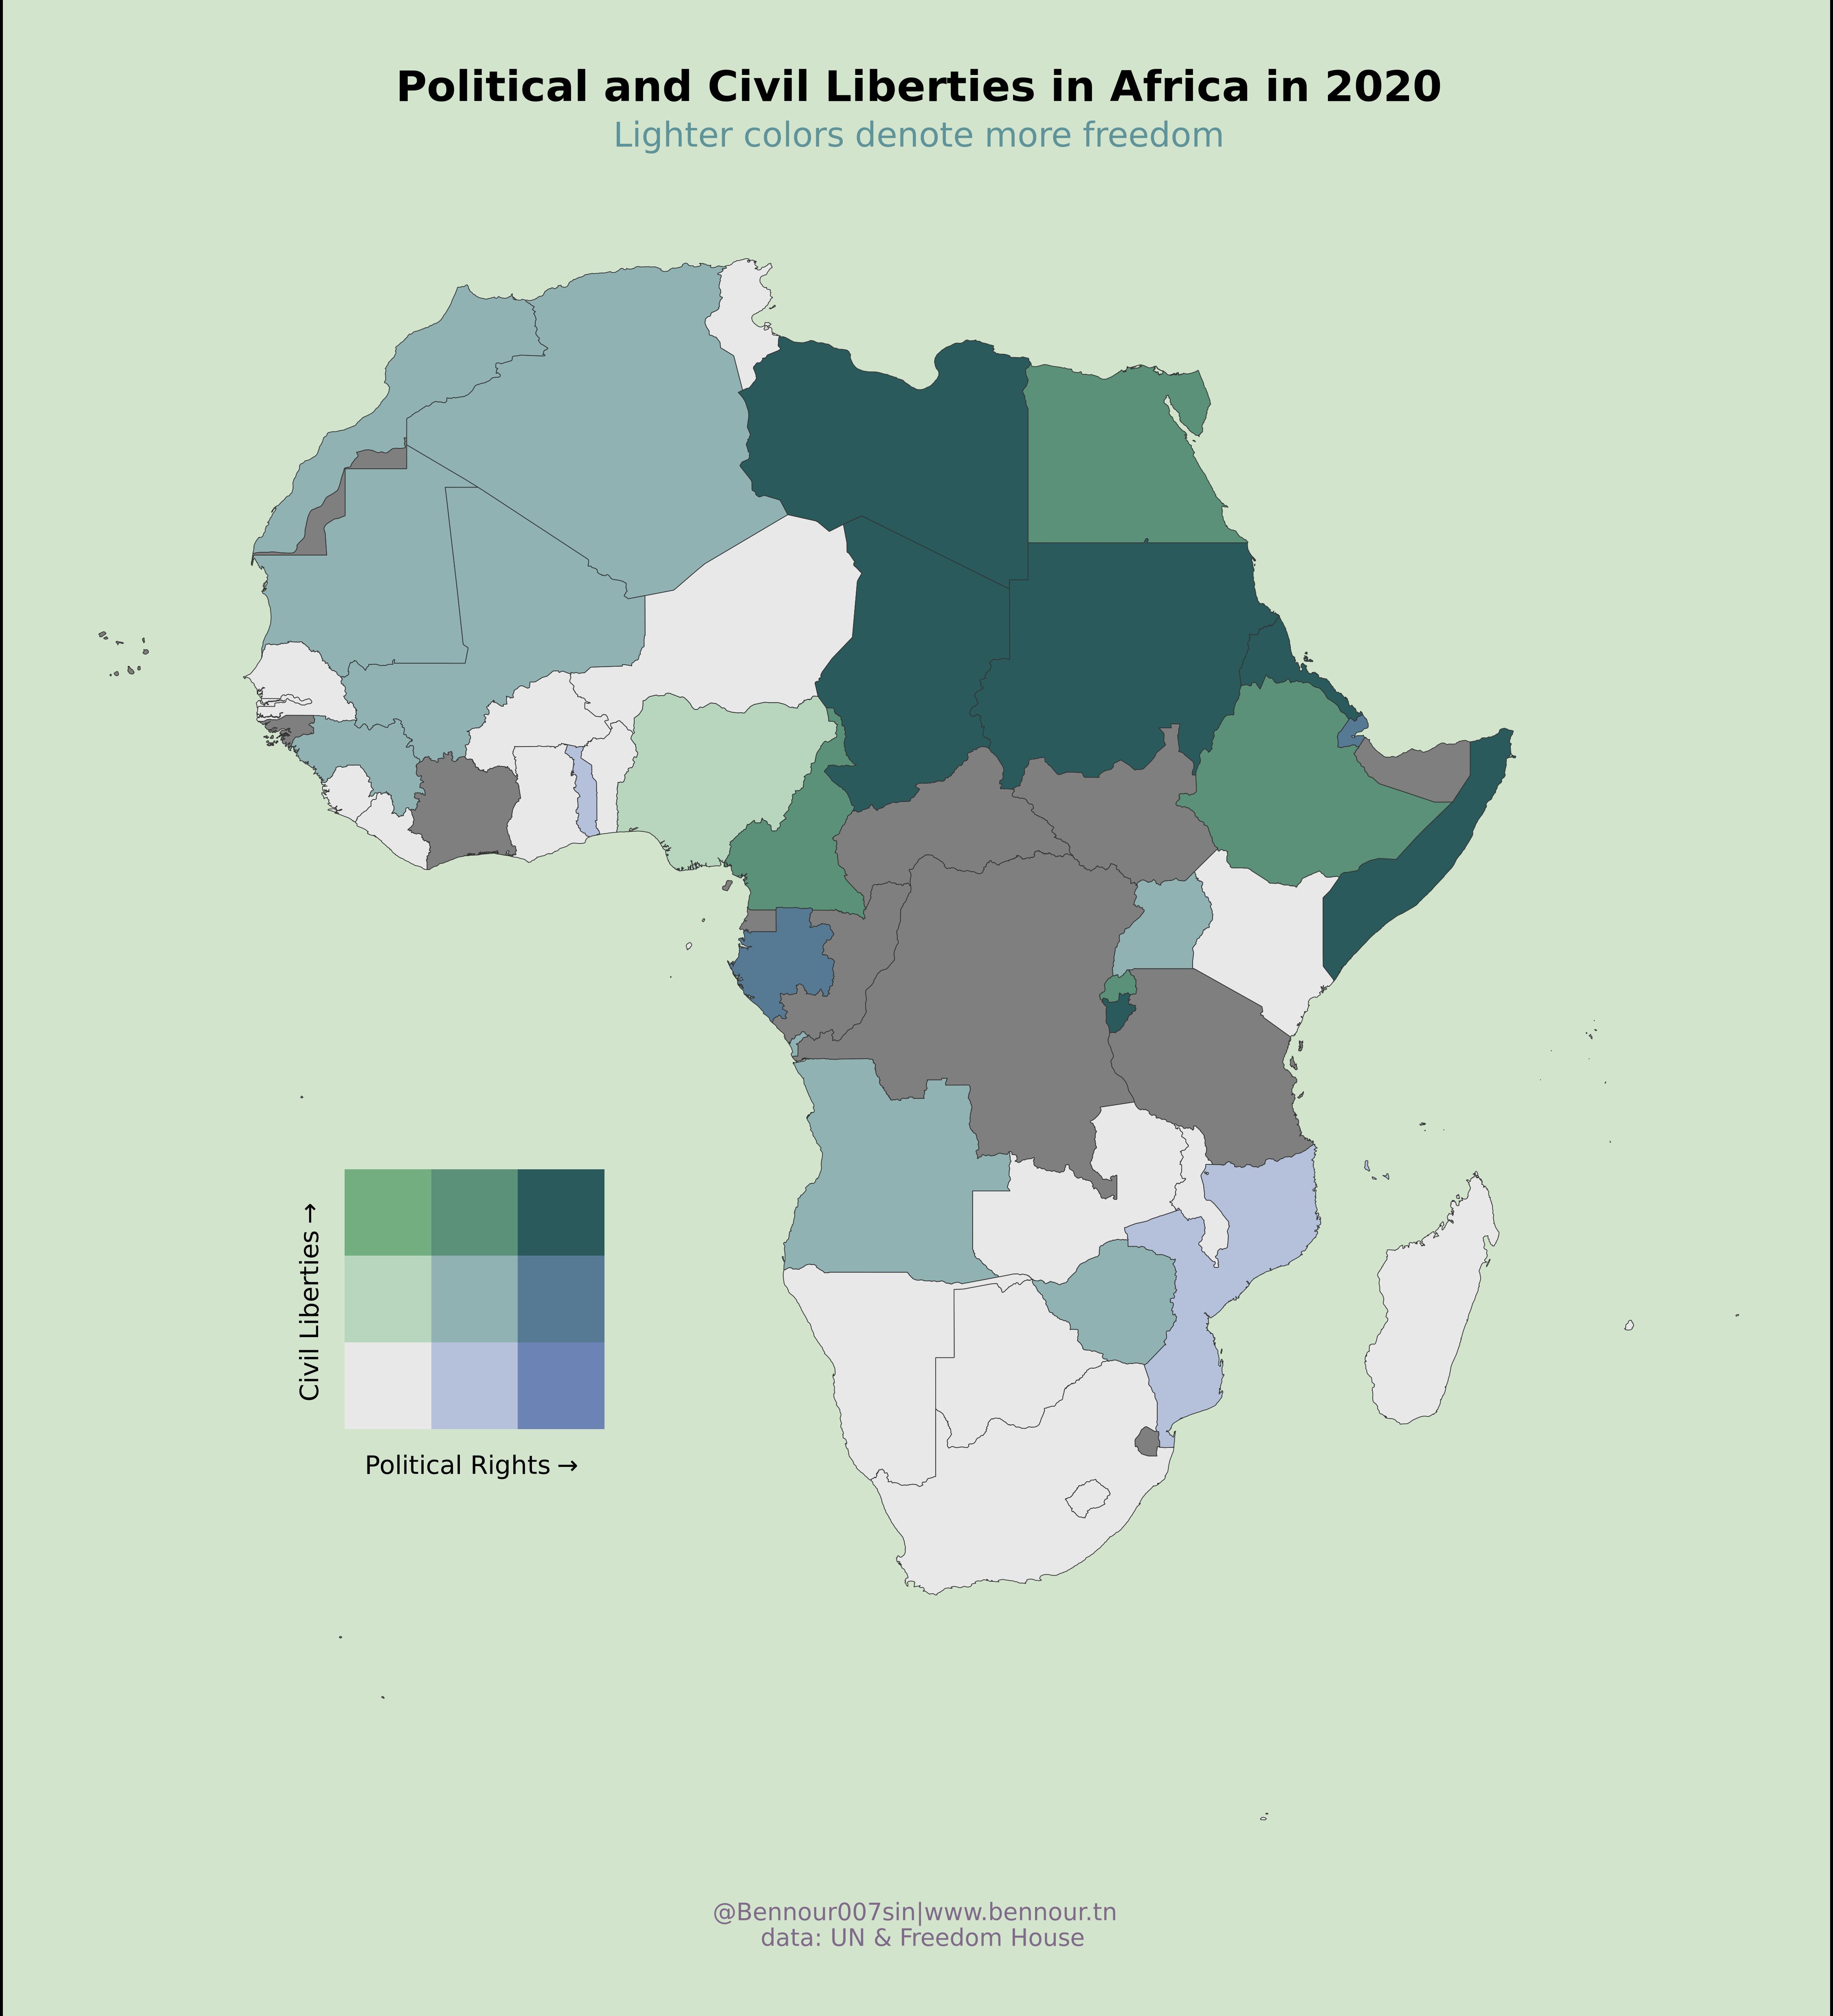 Political and Civil Liberties in Africa in 2020
Lighter colors denote more freedom
Civil Liberties →
Political Rights →
@Bennour007sin|www.bennour.tn
data: UN & Freedom House